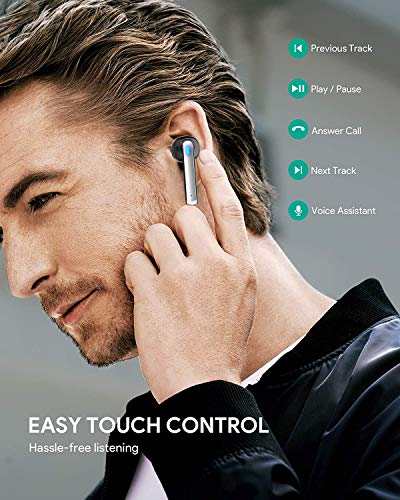 Previous Track
Play / Pause
Answer Call
Next Track
Voice Assistant
EASY TOUCH CONTROL
Hassle-free listening